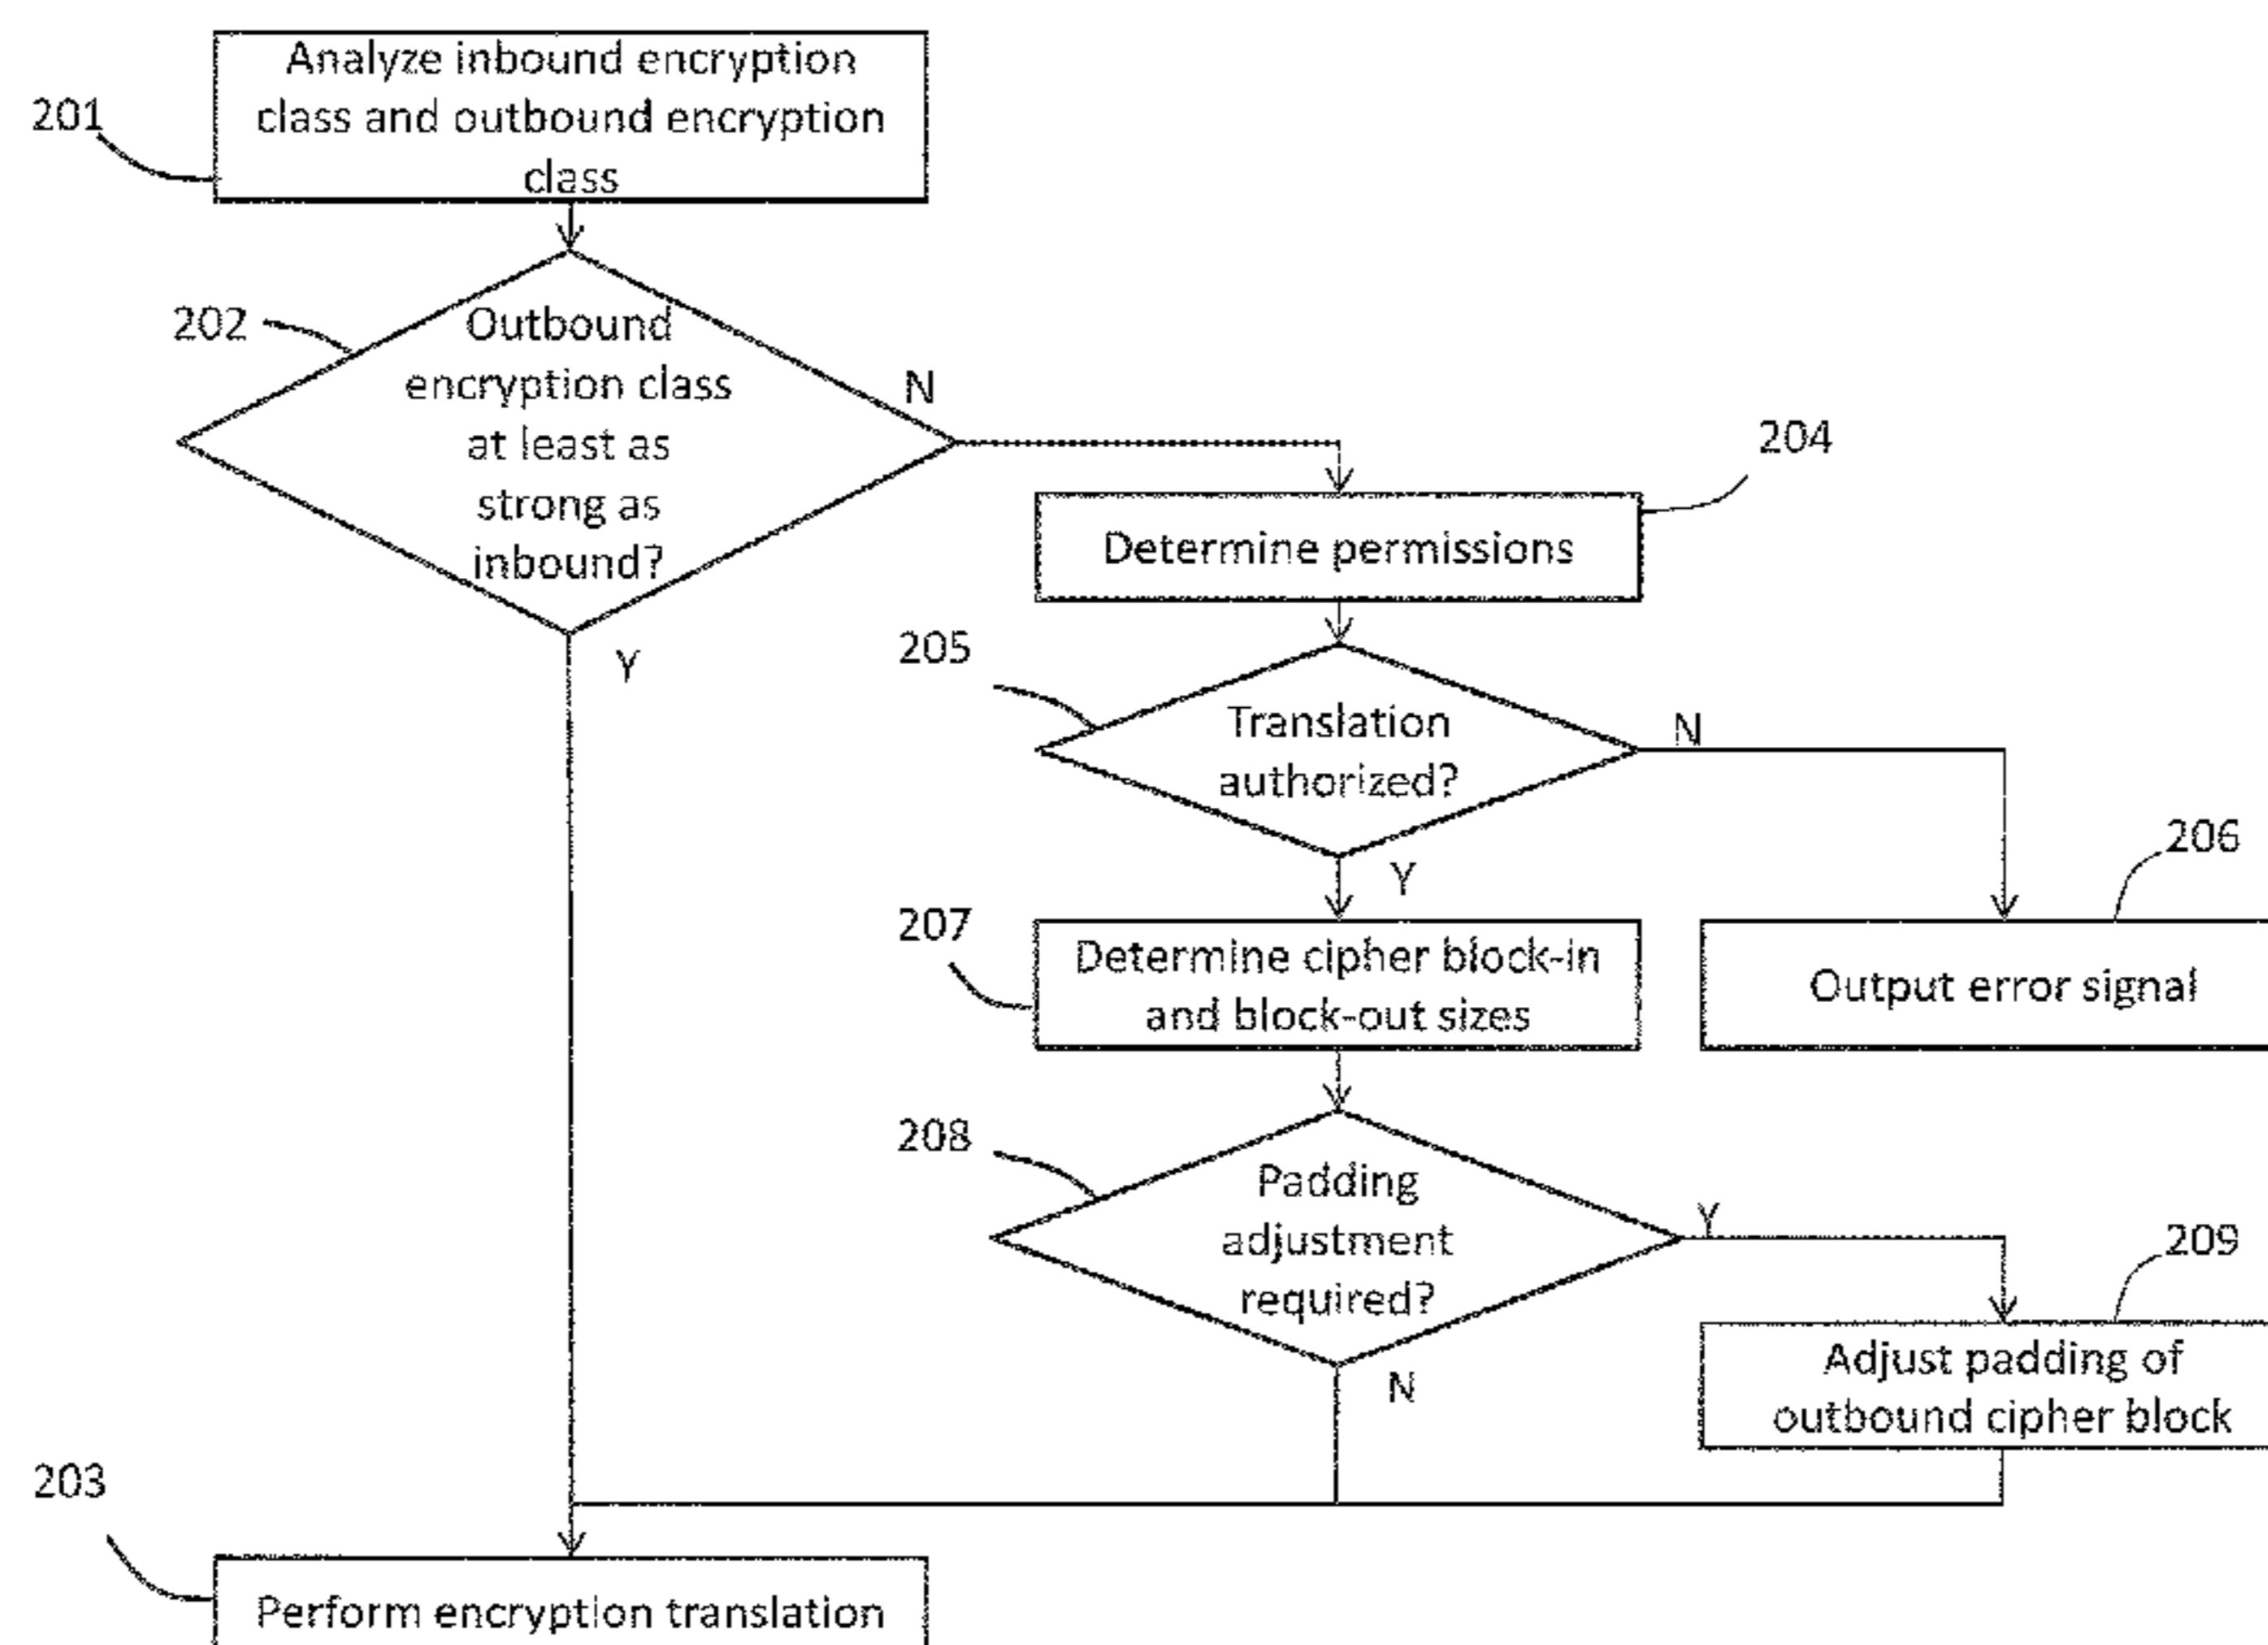 Analyze inbound encryption
class and outbound encryption
class
201
202
Outbound
encryption class
at least as
strong as
inbound?
N
Y
204
Determine permissions
205
Translation
authorized?
N
Y
206
Output error signal
207
Determine cipher block-in
and block-out sizes
208
Padding
adjustment
required?
Y
N
209
Adjust padding of
outbound cipher block
203
Perform encryption translation